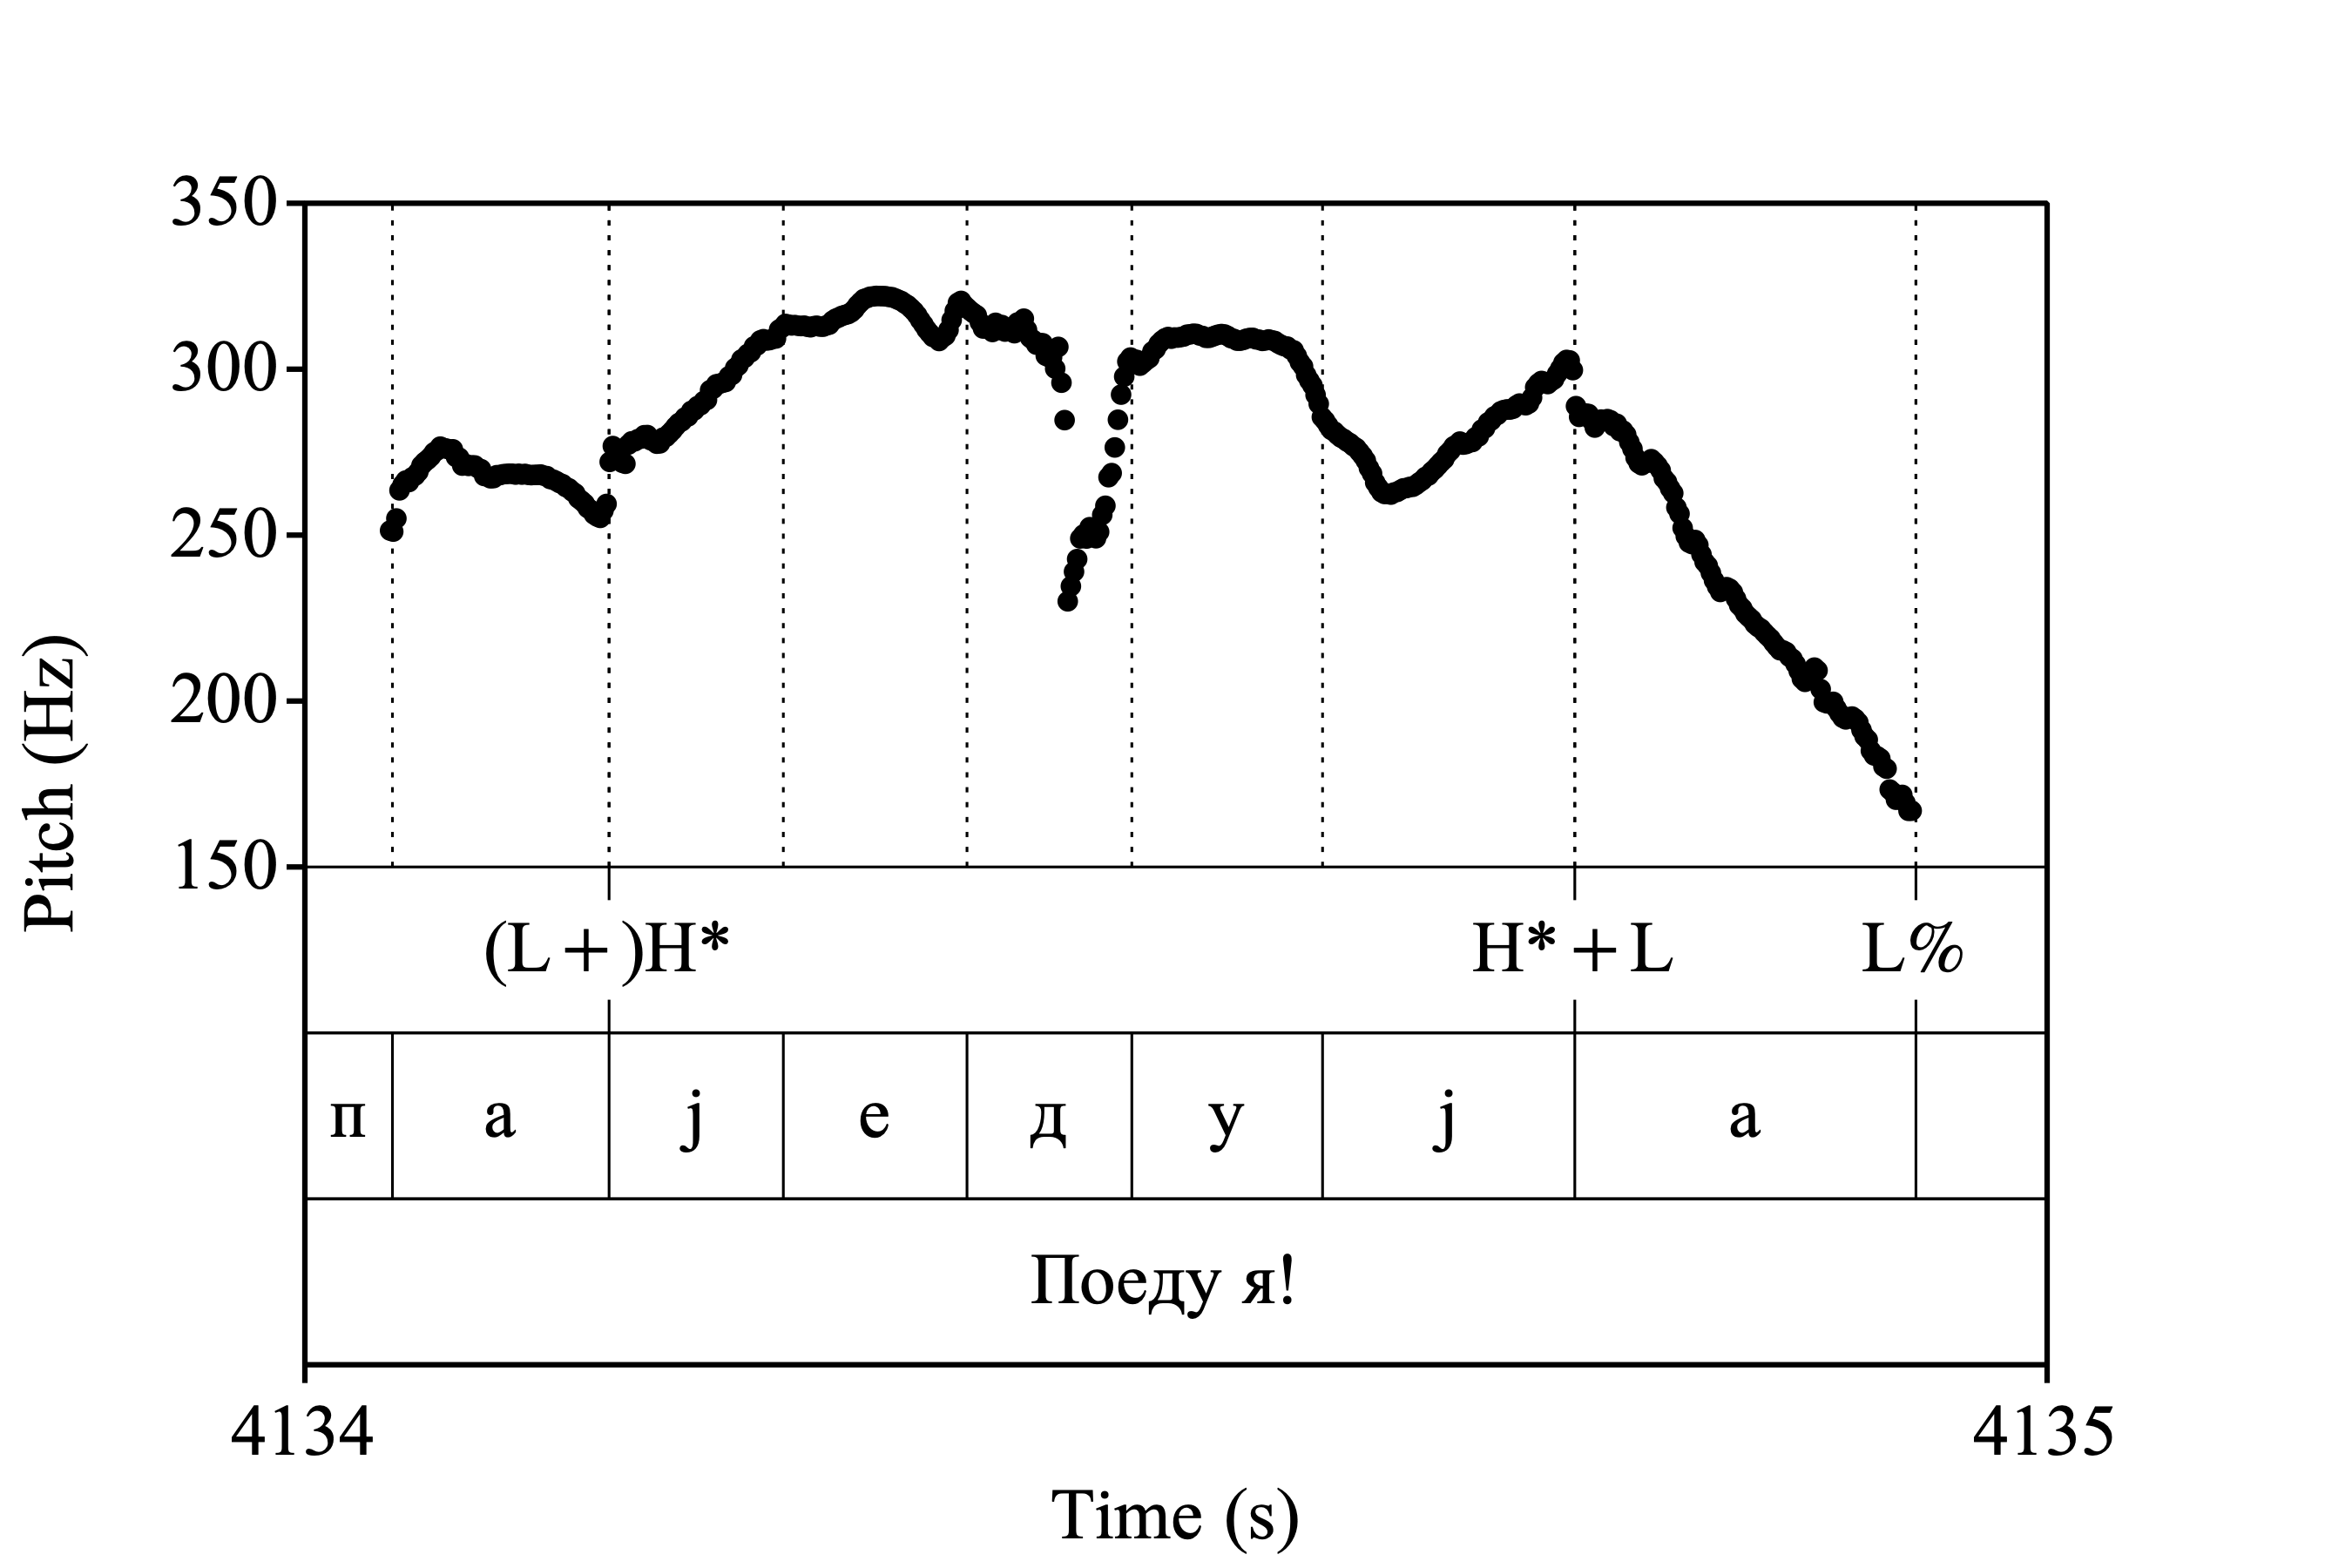 350
300
250
200
150
Pitch (Hz)
(L +)H* H* + L L%
п а j е д у j а
Поеду я!
4134 4135
Time (s)